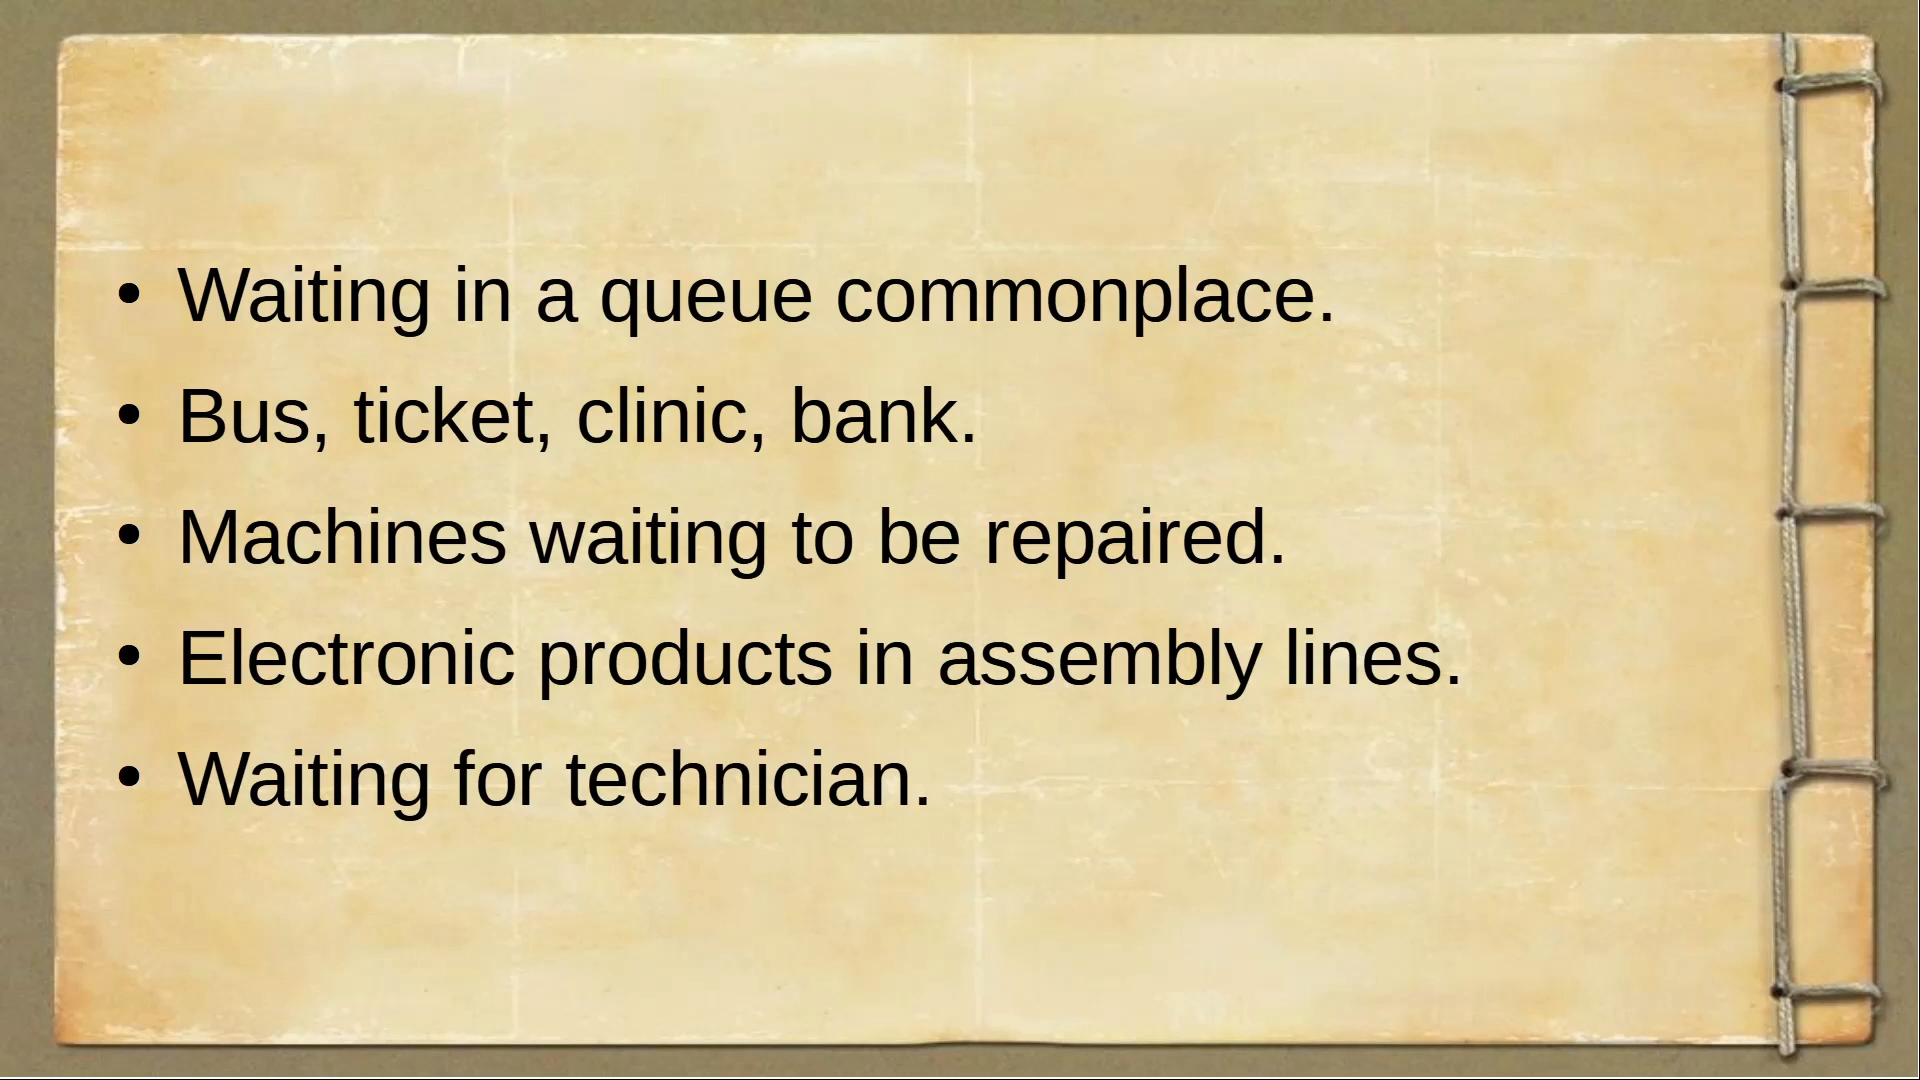 • Waiting in a queue commonplace.
• Bus, ticket, clinic, bank.
• Machines waiting to be repaired.
• Electronic products in assembly lines.
• Waiting for technician.